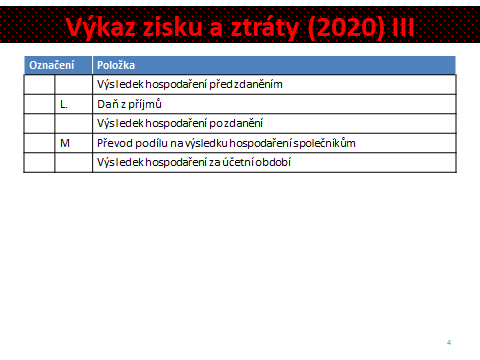 Výkaz zisku a ztráty (2020) III
Označení Položka
Výsledek hospodaření před zdaněním
L. Daň z příjmů
Výsledek hospodaření po zdanění
M Převod podílu na výsledku hospodaření společníkům
Výsledek hospodaření za účetní období
4